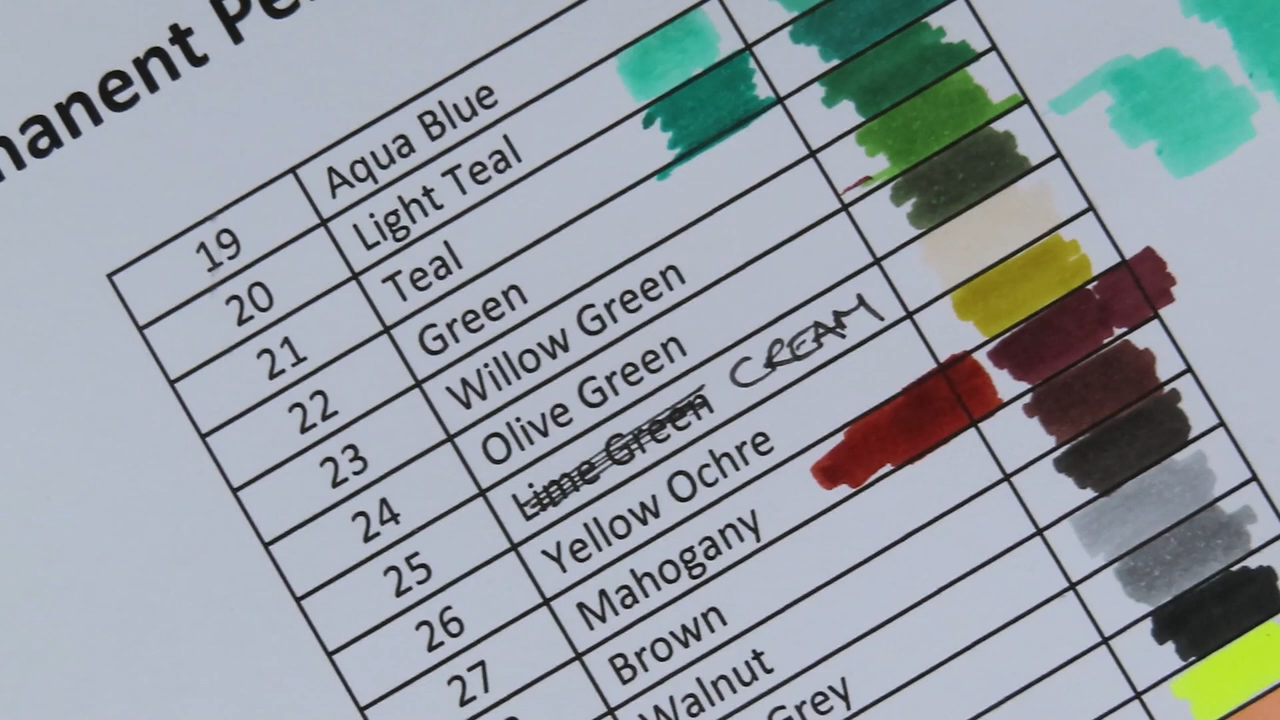 manent Pe
19 Aqua Blue
20 Light Teal
21 Teal
22 Green
23 Willow Green
24 Olive Green
25 Lime Green CREAM
26 Yellow Ochre
27 Mahogany
Brown
Walnut
Grey